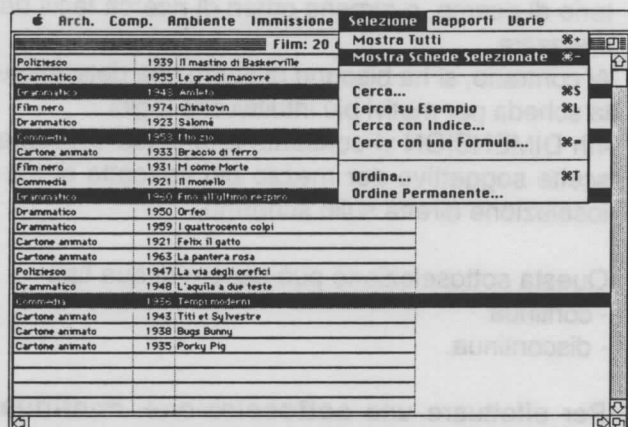 Arch. Comp. Ambiente Immissione Selezione Rapporti Varie
Film: 20
Mostra Tutti ⌘+
Mostra Schede Selezionate ⌘-
Cerca... ⌘S
Cerca su Esempio ⌘L
Cerca con Indice...
Cerca con una Formula... ⌘=
Ordina... ⌘T
Ordine Permanente...
Poliziesco 1939 Il mastino di Baskerville
Drammatico 1955 Le grandi manovre
Drammatico 1948 Amleto
Film nero 1974 Chinatown
Drammatico 1923 Salomé
Commedia 1958 Mio zio
Cartone animato 1933 Braccio di ferro
Film nero 1931 M come Morte
Commedia 1921 Il monello
Drammatico 1960 Fino all'ultimo respiro
Drammatico 1950 Orfeo
Drammatico 1959 I quattrocento colpi
Cartone animato 1921 Felix il gatto
Cartone animato 1963 La pantera rosa
Poliziesco 1947 La via degli orefici
Drammatico 1948 L'aquila a due teste
Commedia 1936 Tempi moderni
Cartone animato 1943 Titi et Sylvestre
Cartone animato 1938 Bugs Bunny
Cartone animato 1935 Porky Pig